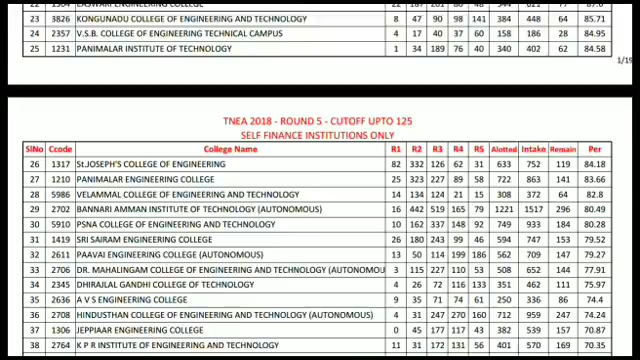 23 3826 KONGUNADU COLLEGE OF ENGINEERING AND TECHNOLOGY 8 47 90 98 141 384 448 64 85.71
24 2357 V.S.B. COLLEGE OF ENGINEERING TECHNICAL CAMPUS 4 17 40 37 60 158 186 28 84.95
25 1231 PANIMALAR INSTITUTE OF TECHNOLOGY 1 34 189 76 40 340 402 62 84.58
1/19
TNEA 2018 - ROUND 5 - CUTOFF UPTO 125
SELF FINANCE INSTITUTIONS ONLY
SlNo Ccode College Name R1 R2 R3 R4 R5 Alotted Intake Remain Per
26 1317 St.JOSEPH'S COLLEGE OF ENGINEERING 82 332 126 62 31 633 752 119 84.18
27 1210 PANIMALAR ENGINEERING COLLEGE 25 323 227 89 58 722 863 141 83.66
28 5986 VELAMMAL COLLEGE OF ENGINEERING AND TECHNOLOGY 14 134 124 21 15 308 372 64 82.8
29 2702 BANNARI AMMAN INSTITUTE OF TECHNOLOGY (AUTONOMOUS) 16 442 519 165 79 1221 1517 296 80.49
30 5910 PSNA COLLEGE OF ENGINEERING AND TECHNOLOGY 10 162 337 148 92 749 933 184 80.28
31 1419 SRI SAIRAM ENGINEERING COLLEGE 26 180 243 99 46 594 747 153 79.52
32 2611 PAAVAI ENGINEERING COLLEGE (AUTONOMOUS) 13 50 114 199 186 562 709 147 79.27
33 2706 DR. MAHALINGAM COLLEGE OF ENGINEERING AND TECHNOLOGY (AUTONOMOU 3 115 227 110 53 508 652 144 77.91
34 2345 DHIRAJLAL GANDHI COLLEGE OF TECHNOLOGY 4 26 72 116 133 351 462 111 75.97
35 2636 A V S ENGINEERING COLLEGE 9 35 71 74 61 250 336 86 74.4
36 2708 HINDUSTHAN COLLEGE OF ENGINEERING AND TECHNOLOGY (AUTONOMOUS) 4 31 247 270 160 712 959 247 74.24
37 1306 JEPPIAAR ENGINEERING COLLEGE 0 45 177 117 43 382 539 157 70.87
38 2764 K P R INSTITUTE OF ENGINEERING AND TECHNOLOGY 11 31 172 131 56 401 570 169 70.35